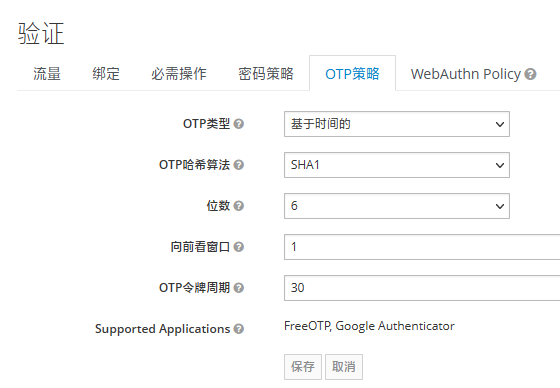 验证
流量 绑定 必需操作 密码策略 OTP策略 WebAuthn Policy ?
OTP类型 ? 基于时间的
OTP哈希算法 ? SHA1
位数 ? 6
向前看窗口 ? 1
OTP令牌周期 ? 30
Supported Applications ? FreeOTP, Google Authenticator
保存 取消